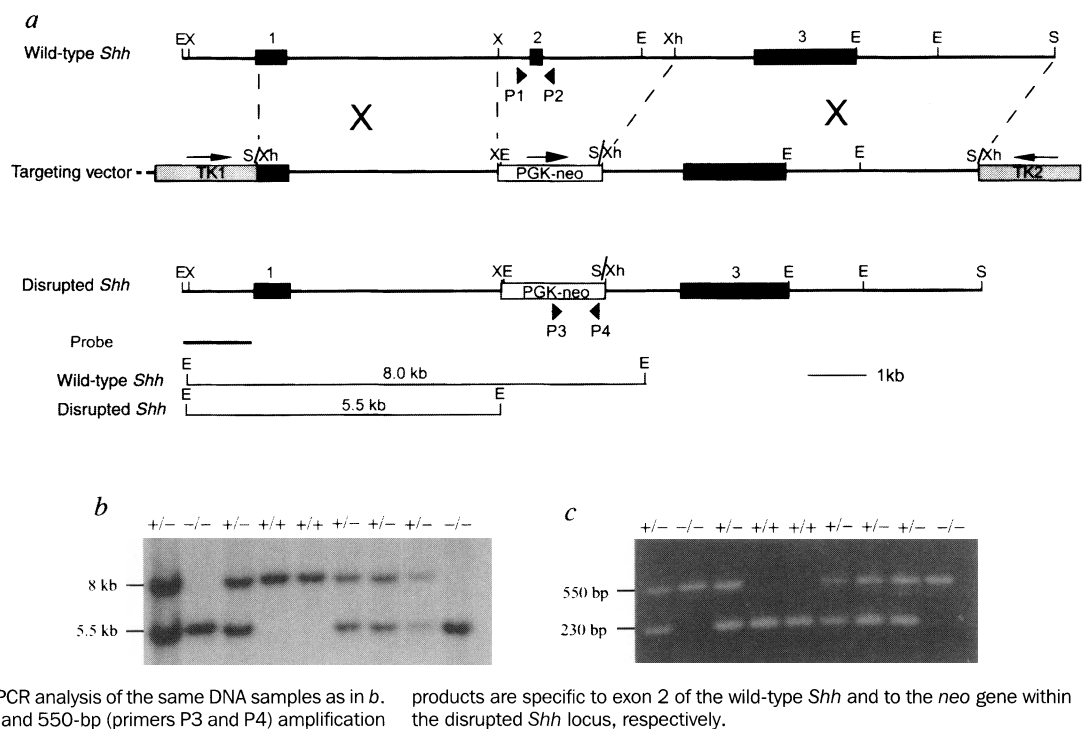 a
EX 1 X 2 E Xh 3 E E S
Wild-type Shh
P1 P2
X X
S/Xh XE S/Xh E E S/Xh
Targeting vector TK1 PGK-neo TK2
EX 1 XE S/Xh 3 E E S
Disrupted Shh PGK-neo
P3 P4
Probe
E E
Wild-type Shh 8.0 kb 1kb
E E
Disrupted Shh 5.5 kb
b
+/− −/− +/− +/+ +/+ +/− +/− +/− −/−
8 kb
5.5 kb
c
+/− −/− +/− +/+ +/+ +/− +/− +/− −/−
550 bp
230 bp
PCR analysis of the same DNA samples as in b.
and 550-bp (primers P3 and P4) amplification
products are specific to exon 2 of the wild-type Shh and to the neo gene within
the disrupted Shh locus, respectively.